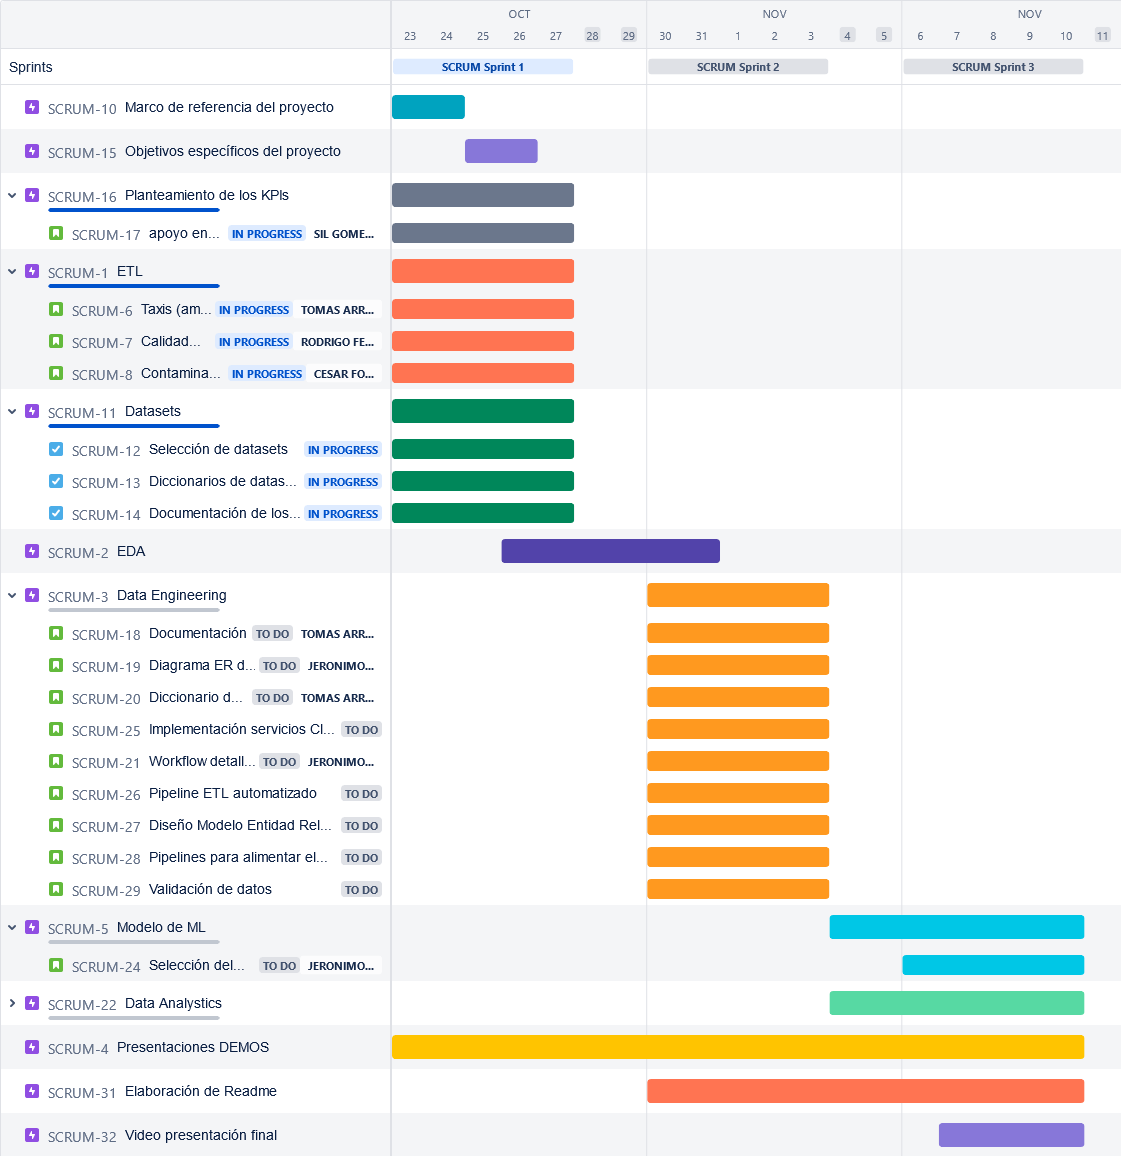 OCT NOV NOV
23 24 25 26 27 28 29 30 31 1 2 3 4 5 6 7 8 9 10 11
Sprints SCRUM Sprint 1 SCRUM Sprint 2 SCRUM Sprint 3
SCRUM-10 Marco de referencia del proyecto
SCRUM-15 Objetivos específicos del proyecto
SCRUM-16 Planteamiento de los KPIs
SCRUM-17 apoyo en... IN PROGRESS SIL GOME...
SCRUM-1 ETL
SCRUM-6 Taxis (am... IN PROGRESS TOMAS ARR...
SCRUM-7 Calidad... IN PROGRESS RODRIGO FE...
SCRUM-8 Contamina... IN PROGRESS CESAR FO...
SCRUM-11 Datasets
SCRUM-12 Selección de datasets IN PROGRESS
SCRUM-13 Diccionarios de datas... IN PROGRESS
SCRUM-14 Documentación de los... IN PROGRESS
SCRUM-2 EDA
SCRUM-3 Data Engineering
SCRUM-18 Documentación TO DO TOMAS ARR...
SCRUM-19 Diagrama ER d... TO DO JERONIMO...
SCRUM-20 Diccionario d... TO DO TOMAS ARR...
SCRUM-25 Implementación servicios Cl... TO DO
SCRUM-21 Workflow detall... TO DO JERONIMO...
SCRUM-26 Pipeline ETL automatizado TO DO
SCRUM-27 Diseño Modelo Entidad Rel... TO DO
SCRUM-28 Pipelines para alimentar el... TO DO
SCRUM-29 Validación de datos TO DO
SCRUM-5 Modelo de ML
SCRUM-24 Selección del... TO DO JERONIMO...
SCRUM-22 Data Analystics
SCRUM-4 Presentaciones DEMOS
SCRUM-31 Elaboración de Readme
SCRUM-32 Video presentación final